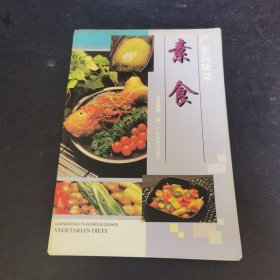 广东风味菜
素食
GUANGDONG FLAVOROUS DISHES
VEGETARIAN DIETS